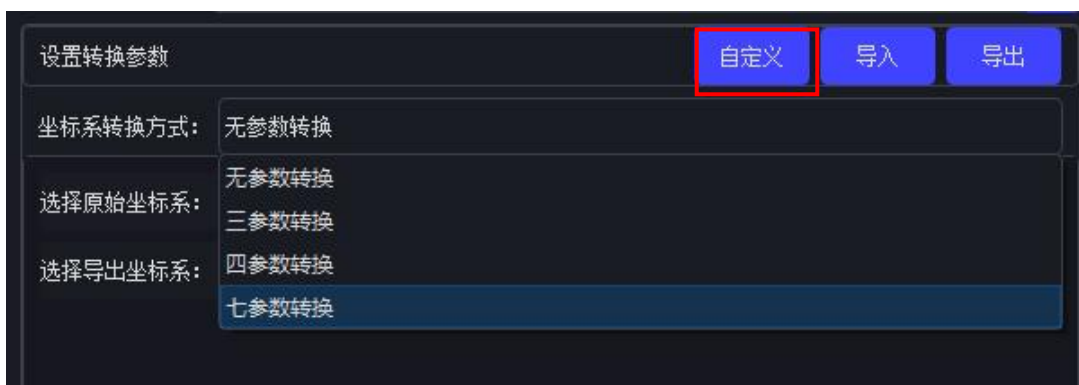 设置转换参数 自定义 导入 导出
坐标系转换方式： 无参数转换
无参数转换
选择原始坐标系：
三参数转换
选择导出坐标系： 四参数转换
七参数转换